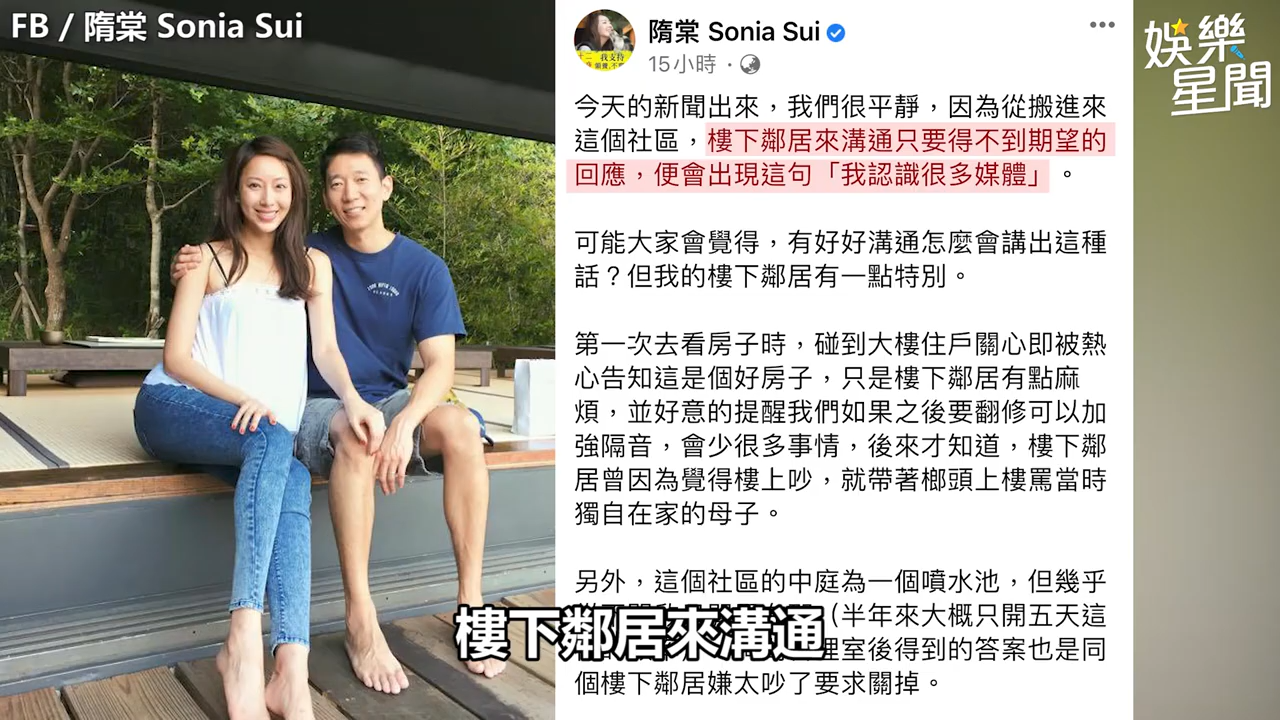 FB / 隋棠 Sonia Sui
隋棠 Sonia Sui
15小時
今天的新聞出來，我們很平靜，因為從搬進來
這個社區，樓下鄰居來溝通只要得不到期望的
回應，便會出現這句「我認識很多媒體」。
可能大家會覺得，有好好溝通怎麼會講出這種
話？但我的樓下鄰居有一點特別。
第一次去看房子時，碰到大樓住戶關心即被熱
心告知這是個好房子，只是樓下鄰居有點麻
煩，並好意的提醒我們如果之後要翻修可以加
強隔音，會少很多事情，後來才知道，樓下鄰
居曾因為覺得樓上吵，就帶著榔頭上樓罵當時
獨自在家的母子。
另外，這個社區的中庭為一個噴水池，但幾乎
（半年來大概只開五天這
理室後得到的答案也是同
個樓下鄰居嫌太吵了要求關掉。
樓下鄰居來溝通
娛樂
星聞